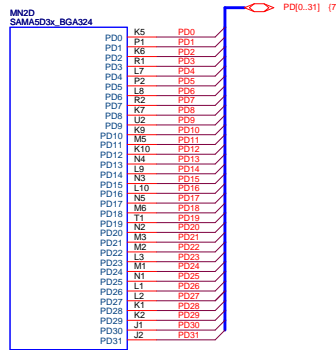 MN2D
SAMA5D3x_BGA324
PD[0..31] {7
PD0 K5 PD0
PD1 P1 PD1
PD2 K6 PD2
PD3 R1 PD3
PD4 L7 PD4
PD5 P2 PD5
PD6 L8 PD6
PD7 R2 PD7
PD8 K7 PD8
PD9 U2 PD9
PD10 K9 PD10
PD11 M5 PD11
PD12 K10 PD12
PD13 N4 PD13
PD14 L9 PD14
PD15 N3 PD15
PD16 L10 PD16
PD17 N5 PD17
PD18 M6 PD18
PD19 T1 PD19
PD20 N2 PD20
PD21 M3 PD21
PD22 M2 PD22
PD23 L3 PD23
PD24 M1 PD24
PD25 N1 PD25
PD26 L1 PD26
PD27 L2 PD27
PD28 K1 PD28
PD29 K2 PD29
PD30 J1 PD30
PD31 J2 PD31